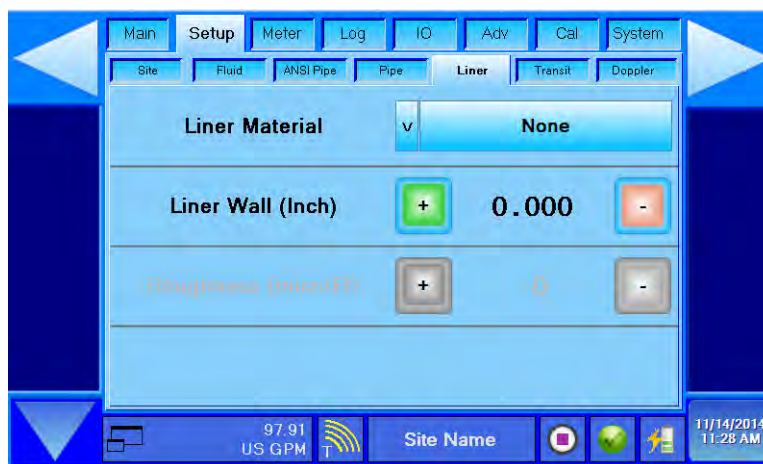 Main Setup Meter Log IO Adv Cal System
Site Fluid ANSI Pipe Pipe Liner Transit Doppler
Liner Material v None
Liner Wall (Inch) + 0.000 -
+ 0 -
97.91
US GPM T Site Name
11/14/2014
11:28 AM